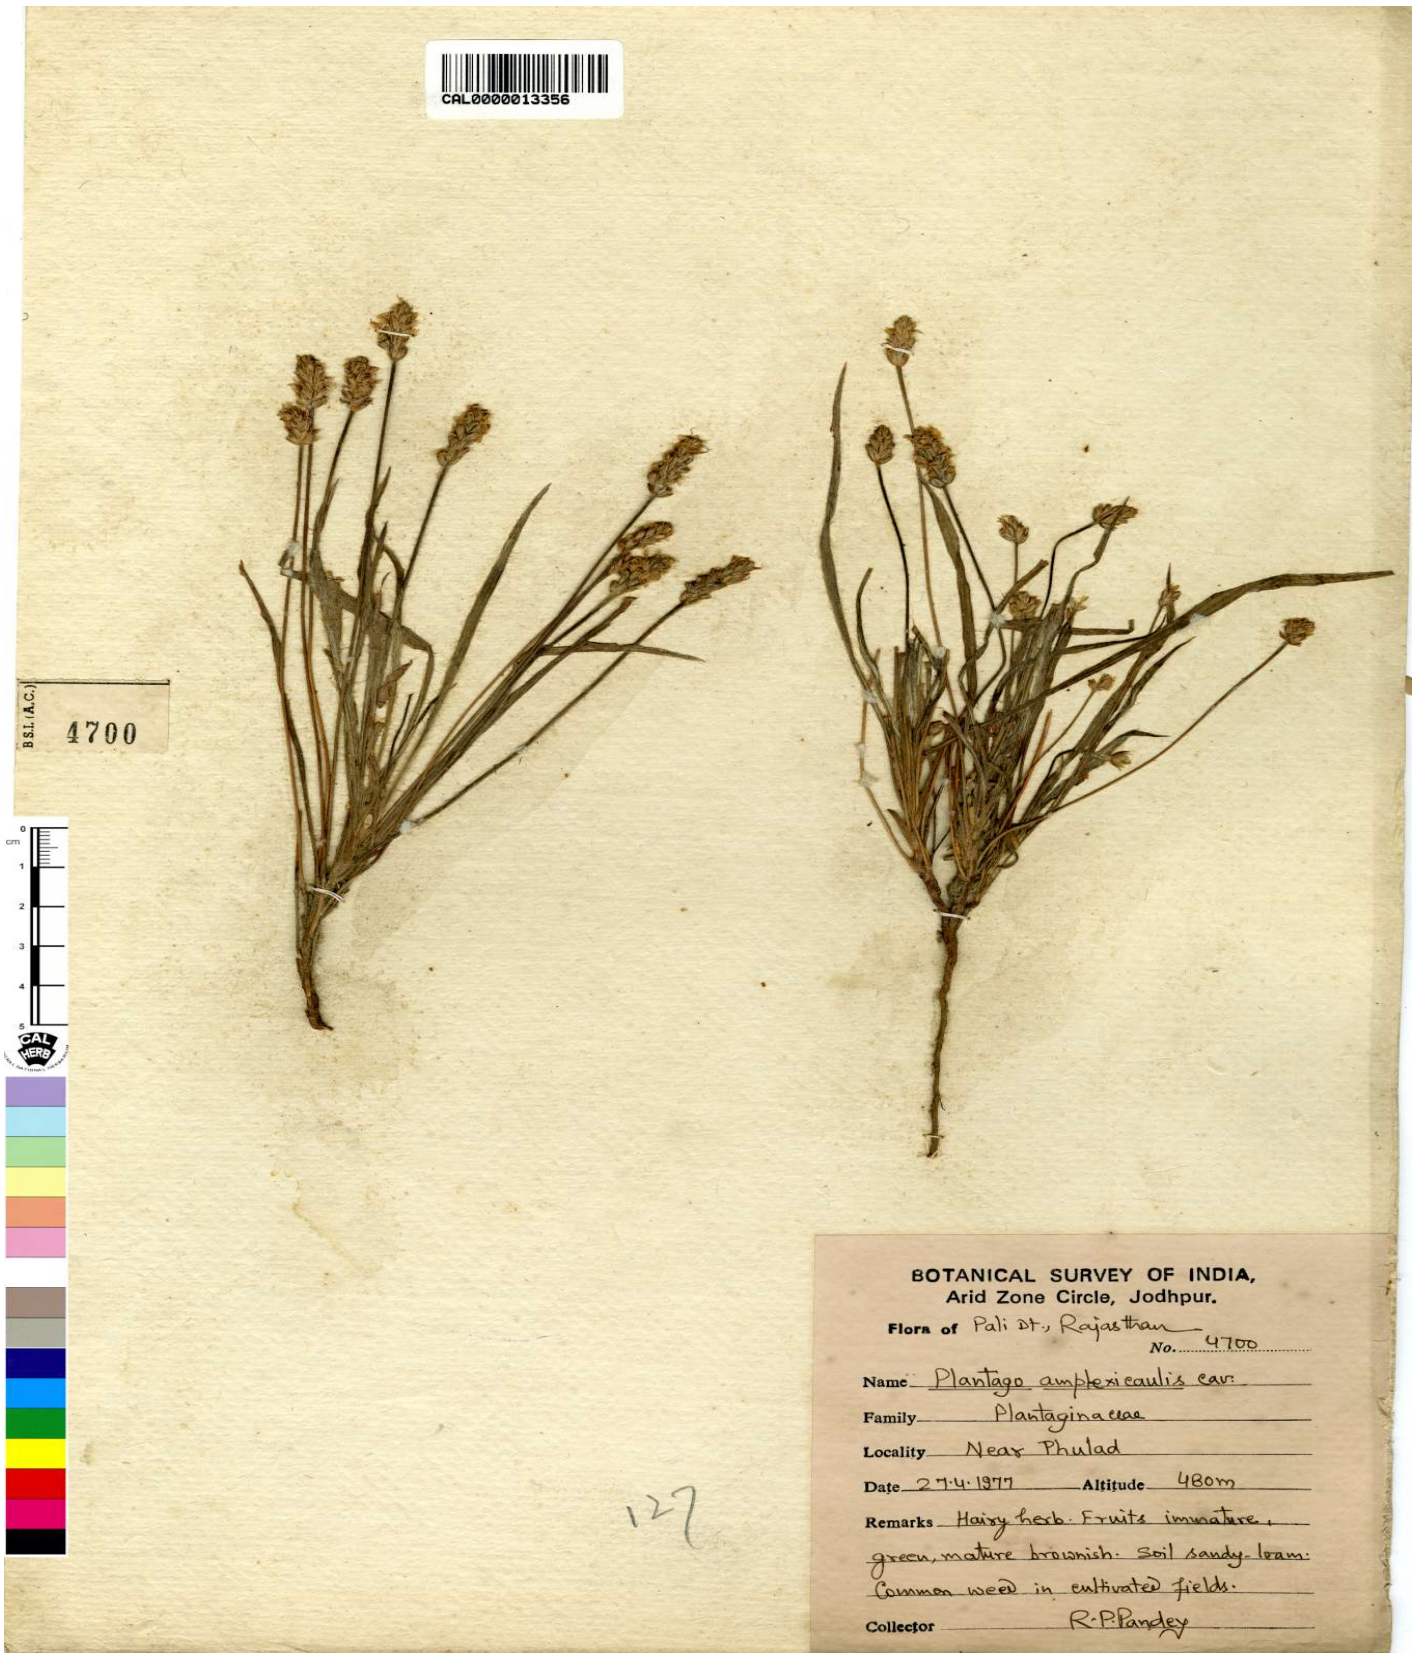 CAL0000013356
B.S.I. (A.C.)
4700
0
cm
1
2
3
4
5
CAL
HERB
BOTANICAL SURVEY OF INDIA,
Arid Zone Circle, Jodhpur.
Flora of Pali Dt., Rajasthan
No. 4700
Name Plantago amplexicaulis cav.
Family Plantaginaceae
Locality Near Phulad
Date 27.4.1977 Altitude 480m
Remarks Hairy herb. Fruits immature,
green, mature brownish. Soil sandy-loam.
Common weed in cultivated fields.
Collector R.P.Pandey
127